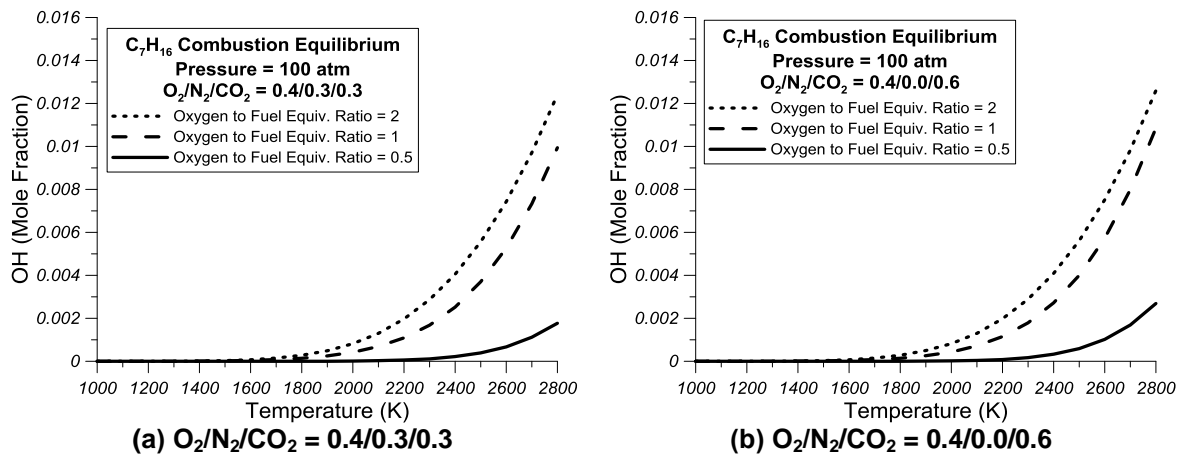 0.016
0.014
0.012
0.01
0.008
0.006
0.004
0.002
0
OH (Mole Fraction)
C₇H₁₆ Combustion Equilibrium
Pressure = 100 atm
O₂/N₂/CO₂ = 0.4/0.3/0.3
Oxygen to Fuel Equiv. Ratio = 2
Oxygen to Fuel Equiv. Ratio = 1
Oxygen to Fuel Equiv. Ratio = 0.5
1000 1200 1400 1600 1800 2000 2200 2400 2600 2800
Temperature (K)
(a) O₂/N₂/CO₂ = 0.4/0.3/0.3
0.016
0.014
0.012
0.01
0.008
0.006
0.004
0.002
0
OH (Mole Fraction)
C₇H₁₆ Combustion Equilibrium
Pressure = 100 atm
O₂/N₂/CO₂ = 0.4/0.0/0.6
Oxygen to Fuel Equiv. Ratio = 2
Oxygen to Fuel Equiv. Ratio = 1
Oxygen to Fuel Equiv. Ratio = 0.5
1000 1200 1400 1600 1800 2000 2200 2400 2600 2800
Temperature (K)
(b) O₂/N₂/CO₂ = 0.4/0.0/0.6